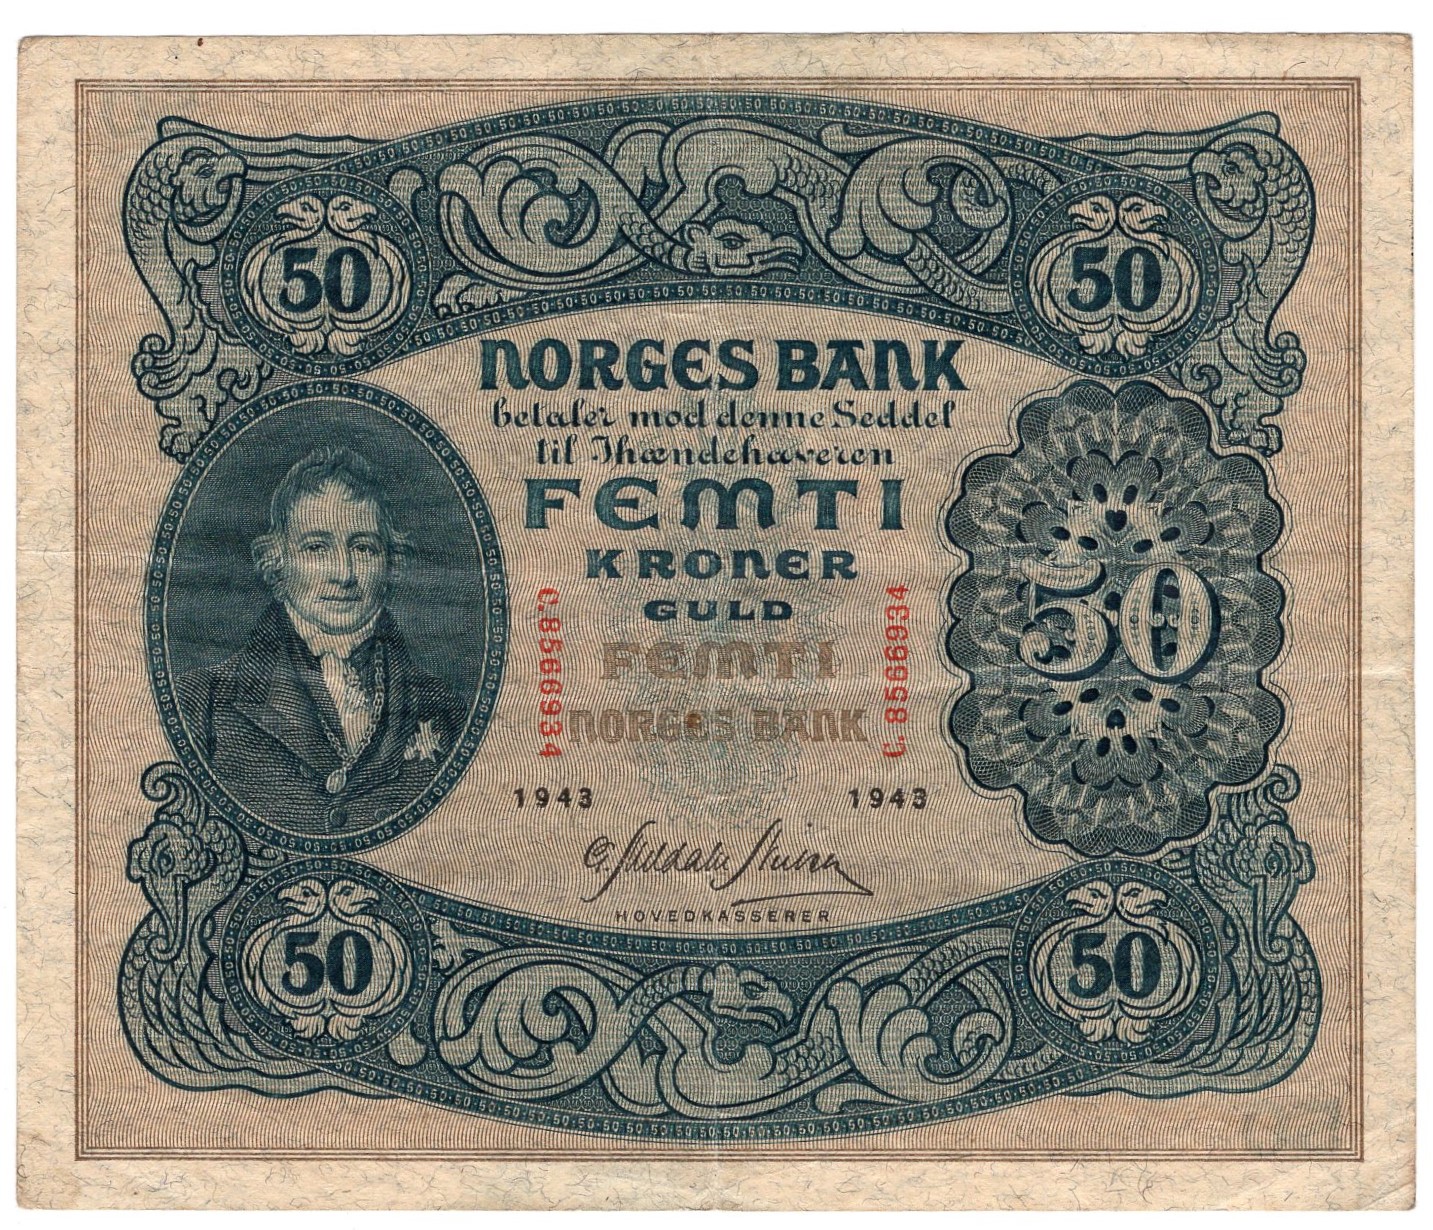 50 50
NORGES BANK
betaler mod denne Seddel
til Ihændehaveren
FEMTI
KRONER
GULD
FEMTI
NORGES BANK
C.8566934
C.8566934
50
1943 1943
HOVEDKASSERER
50 50